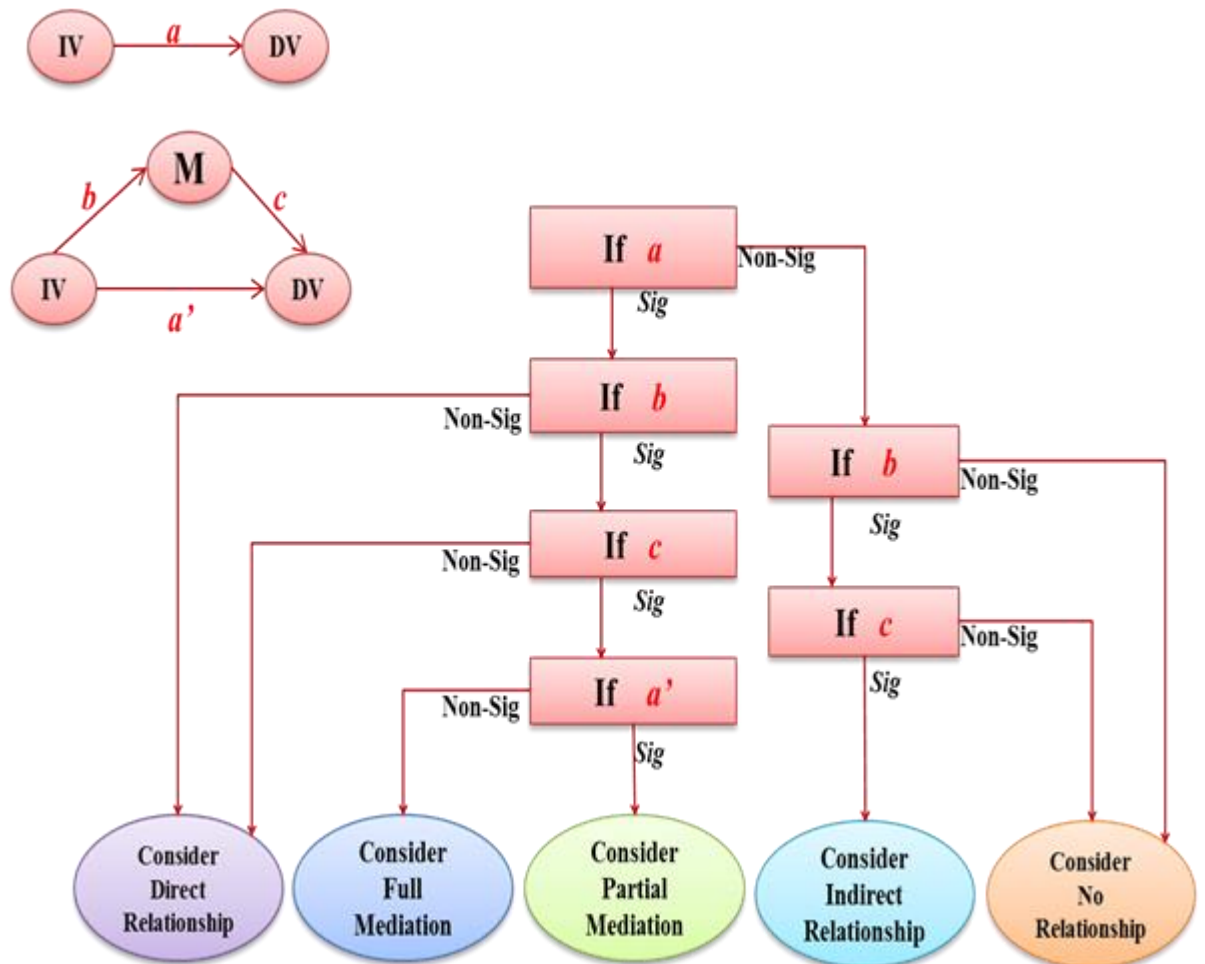 IV
a
DV
M
b
c
IV
DV
a’
If a
Non-Sig
Sig
If b
Non-Sig
Sig
If b
Non-Sig
Sig
If c
Non-Sig
Sig
If c
Non-Sig
Sig
If a’
Non-Sig
Sig
Consider
Direct
Relationship
Consider
Full
Mediation
Consider
Partial
Mediation
Consider
Indirect
Relationship
Consider
No
Relationship